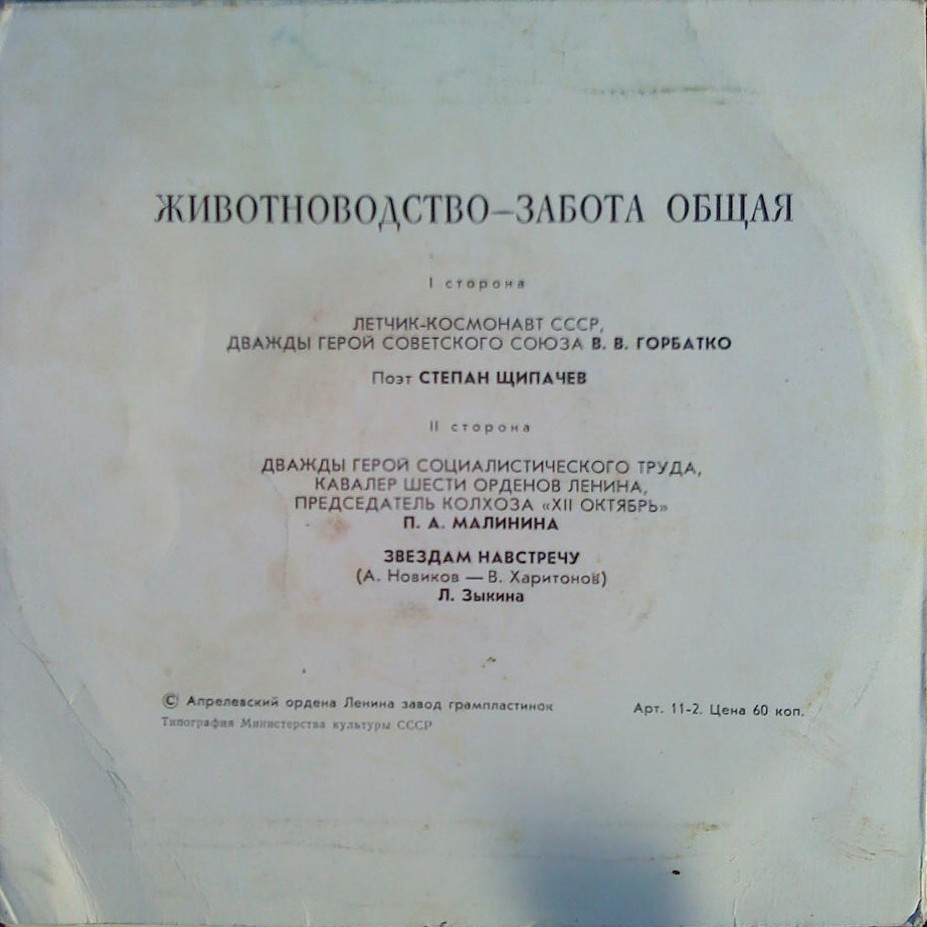 ЖИВОТНОВОДСТВО–ЗАБОТА ОБЩАЯ
I сторона
ЛЕТЧИК-КОСМОНАВТ СССР,
ДВАЖДЫ ГЕРОЙ СОВЕТСКОГО СОЮЗА В. В. ГОРБАТКО
Поэт СТЕПАН ЩИПАЧЕВ
II сторона
ДВАЖДЫ ГЕРОЙ СОЦИАЛИСТИЧЕСКОГО ТРУДА,
КАВАЛЕР ШЕСТИ ОРДЕНОВ ЛЕНИНА,
ПРЕДСЕДАТЕЛЬ КОЛХОЗА «XII ОКТЯБРЬ»
П. А. МАЛИНИНА
ЗВЕЗДАМ НАВСТРЕЧУ
(А. Новиков — В. Харитонов)
Л. Зыкина
© Апрелевский ордена Ленина завод грампластинок
Арт. 11-2. Цена 60 коп.
Типография Министерства культуры СССР